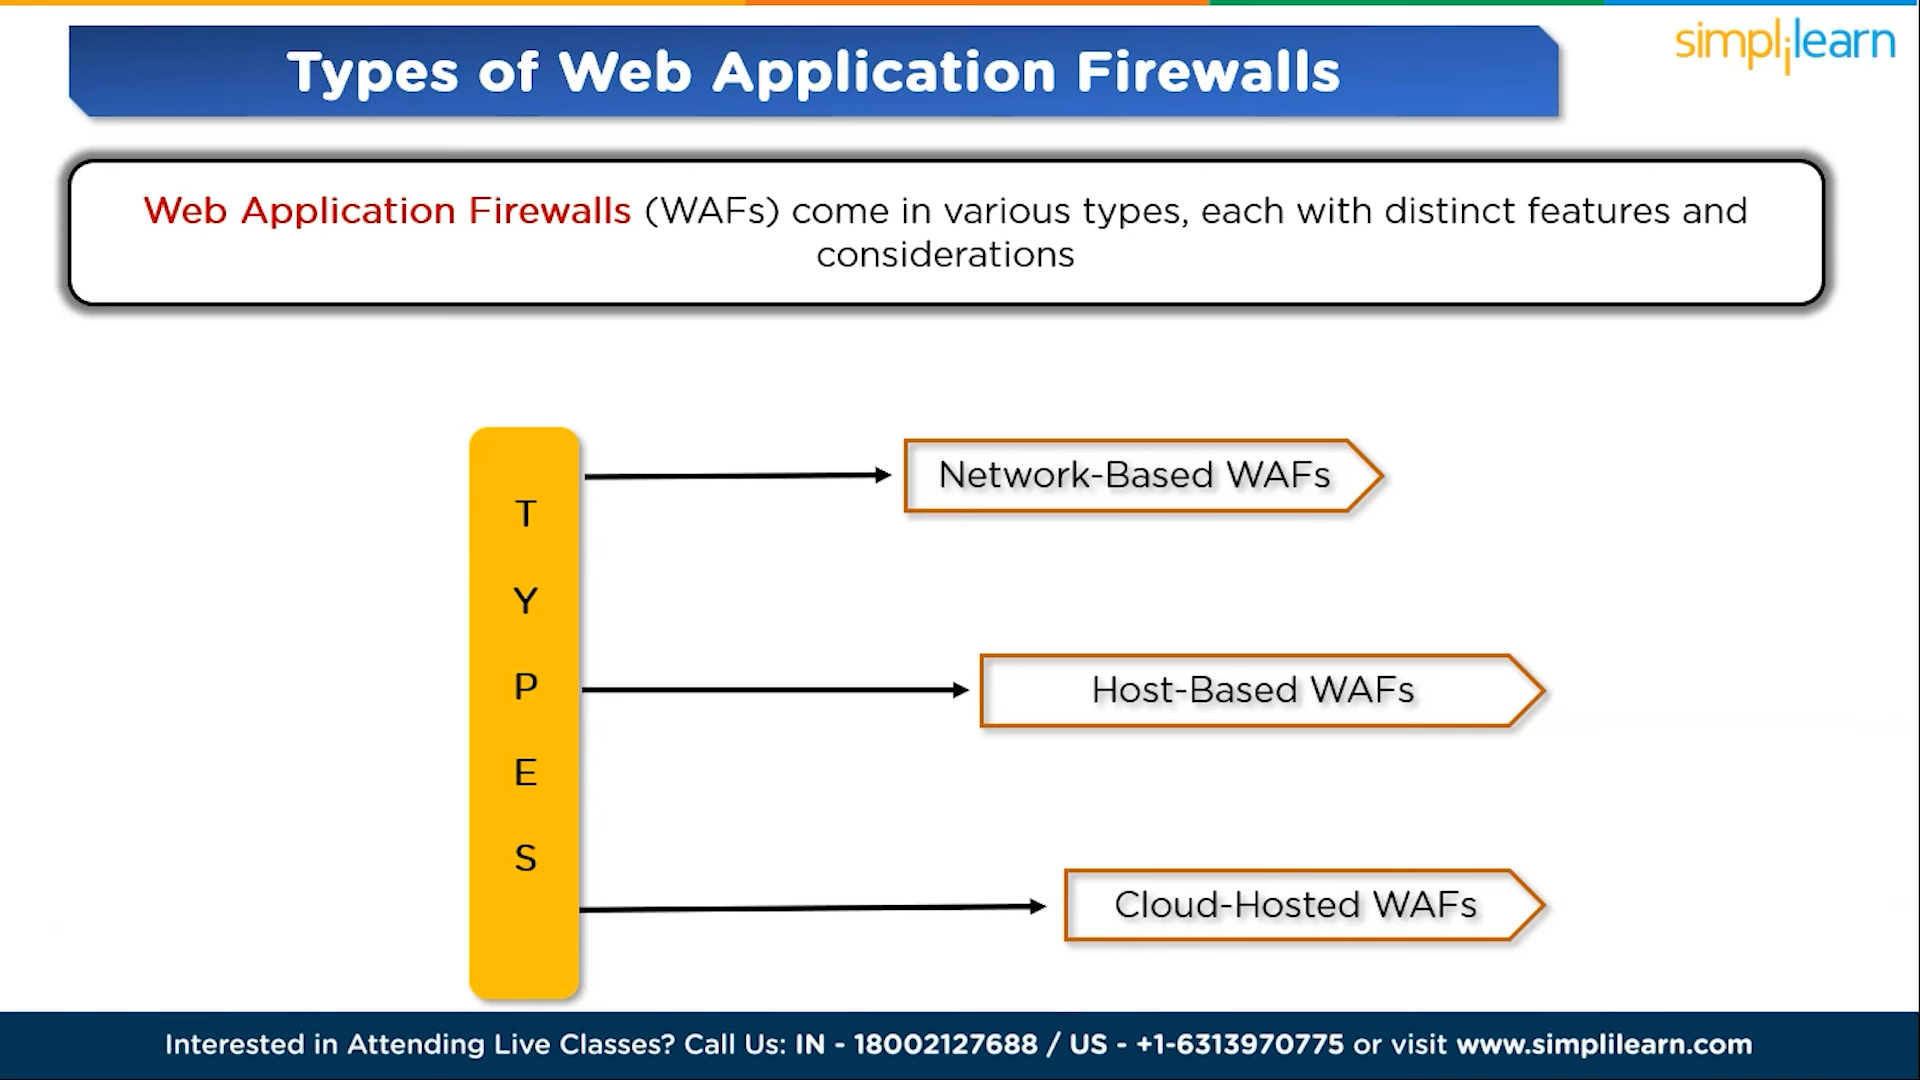 Types of Web Application Firewalls
simplilearn
Web Application Firewalls (WAFs) come in various types, each with distinct features and
considerations
T
Y
P
E
S
Network-Based WAFs
Host-Based WAFs
Cloud-Hosted WAFs
Interested in Attending Live Classes? Call Us: IN - 18002127688 / US - +1-6313970775 or visit www.simplilearn.com